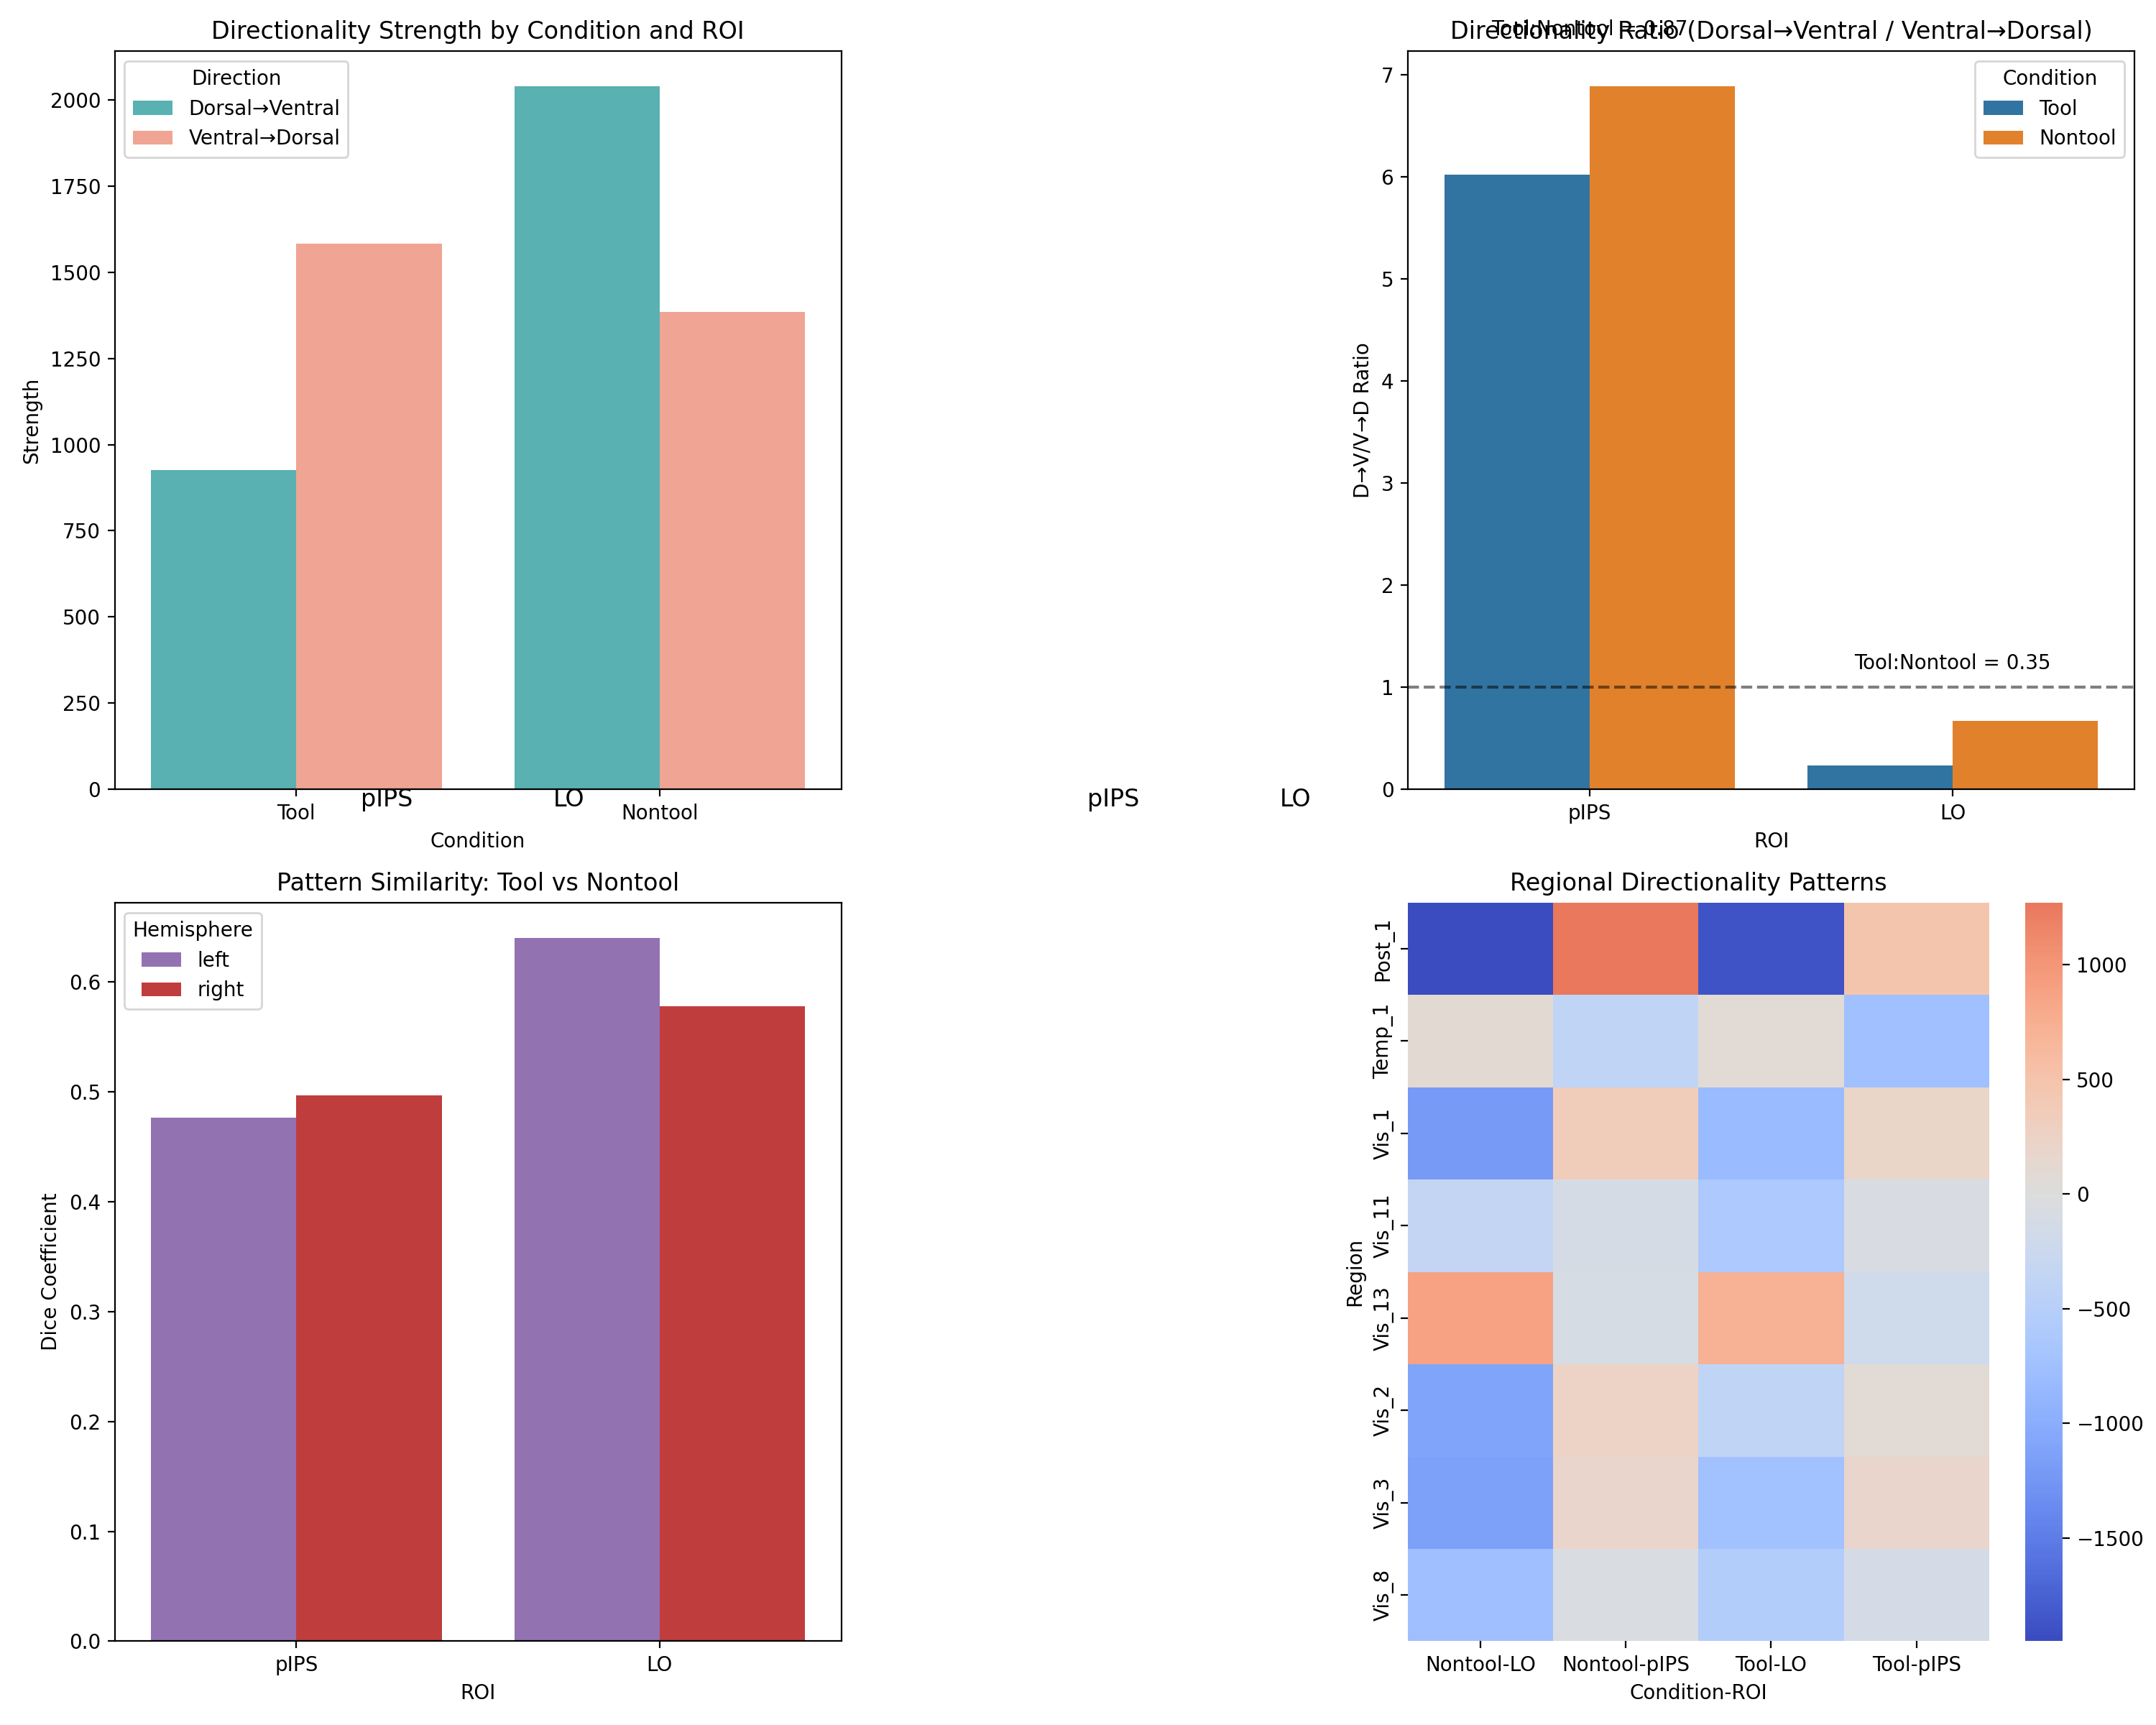 Directionality Strength by Condition and ROI
Direction
Dorsal→Ventral
Ventral→Dorsal
Strength
2000
1750
1500
1250
1000
750
500
250
0
Tool
pIPS
LO
Nontool
Condition
pIPS
LO
Tool:Nontool = 0.87
Directionality Ratio (Dorsal→Ventral / Ventral→Dorsal)
Condition
Tool
Nontool
D→V/V→D Ratio
7
6
5
4
3
2
1
0
Tool:Nontool = 0.35
pIPS
LO
ROI
Pattern Similarity: Tool vs Nontool
Hemisphere
left
right
Dice Coefficient
0.6
0.5
0.4
0.3
0.2
0.1
0.0
pIPS
LO
ROI
Regional Directionality Patterns
Region
Post_1
Temp_1
Vis_1
Vis_11
Vis_13
Vis_2
Vis_3
Vis_8
Nontool-LO
Nontool-pIPS
Tool-LO
Tool-pIPS
Condition-ROI
1000
500
0
−500
−1000
−1500